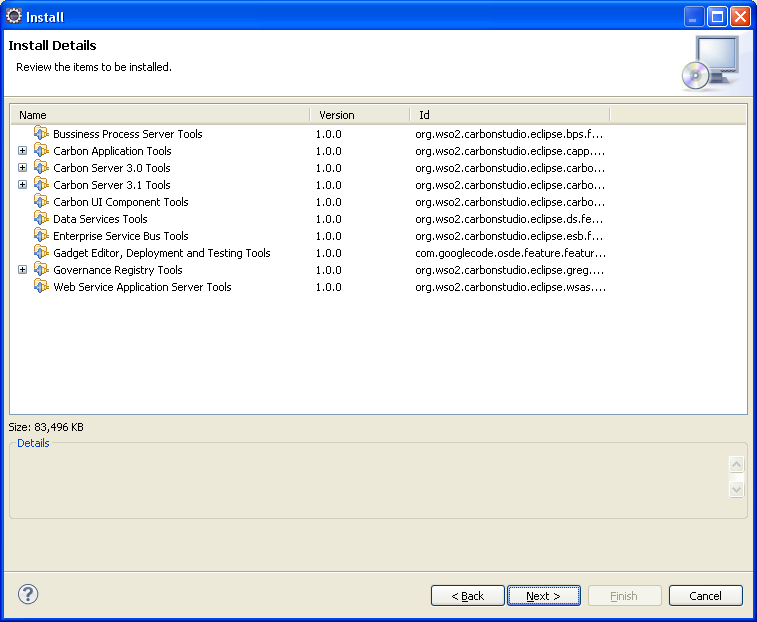 Install
Install Details
Review the items to be installed.
Name Version Id
Bussiness Process Server Tools 1.0.0 org.wso2.carbonstudio.eclipse.bps.f...
Carbon Application Tools 1.0.0 org.wso2.carbonstudio.eclipse.capp....
Carbon Server 3.0 Tools 1.0.0 org.wso2.carbonstudio.eclipse.carbo...
Carbon Server 3.1 Tools 1.0.0 org.wso2.carbonstudio.eclipse.carbo...
Carbon UI Component Tools 1.0.0 org.wso2.carbonstudio.eclipse.carbo...
Data Services Tools 1.0.0 org.wso2.carbonstudio.eclipse.ds.fe...
Enterprise Service Bus Tools 1.0.0 org.wso2.carbonstudio.eclipse.esb.f...
Gadget Editor, Deployment and Testing Tools 1.0.0 com.googlecode.osde.feature.featur...
Governance Registry Tools 1.0.0 org.wso2.carbonstudio.eclipse.greg....
Web Service Application Server Tools 1.0.0 org.wso2.carbonstudio.eclipse.wsas....
Size: 83,496 KB
Details
? < Back Next > Finish Cancel